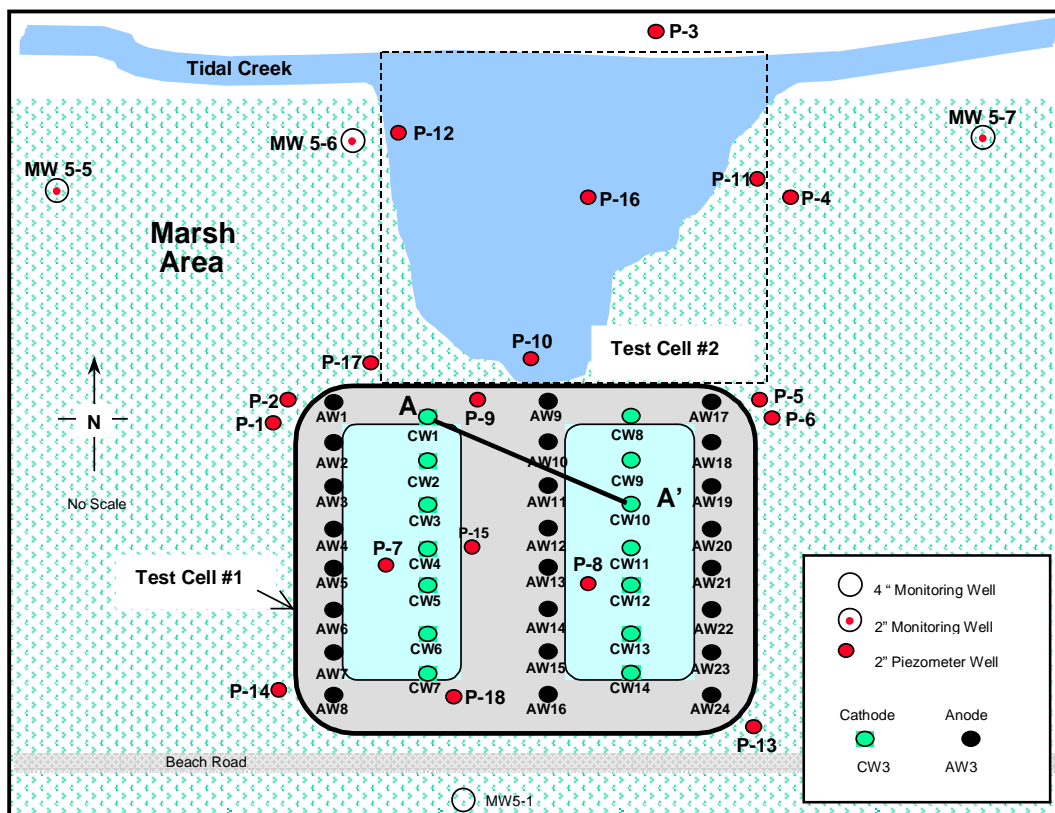 P-3
Tidal Creek
MW 5-6
P-12
MW 5-7
MW 5-5
P-11
P-16
P-4
Marsh
Area
P-10
Test Cell #2
P-17
P-2
A
P-9
AW9
AW17
P-5
P-1
AW1
CW1
CW8
P-6
N
AW2
AW10
AW18
CW2
CW9
No Scale
AW3
CW3
AW11
A'
CW10
AW19
P-15
AW4
P-7
CW4
AW12
P-8
CW11
AW20
Test Cell #1
AW5
CW5
AW13
CW12
AW21
AW6
CW6
AW14
CW13
AW22
AW7
CW7
AW15
CW14
AW23
P-14
AW8
P-18
AW16
AW24
P-13
Beach Road
MW5-1
4 “ Monitoring Well
2” Monitoring Well
2” Piezometer Well
Cathode
Anode
CW3
AW3